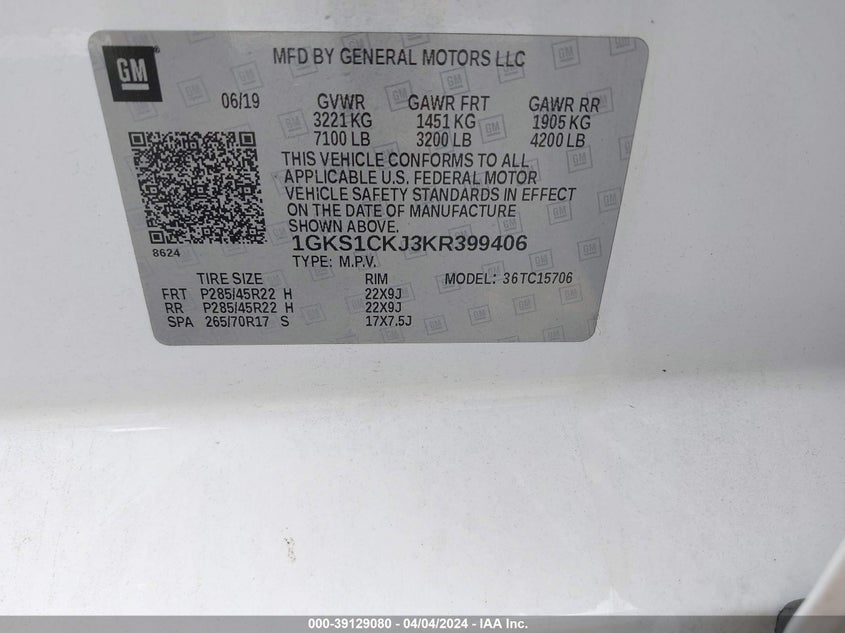 GM
MFD BY GENERAL MOTORS LLC
06/19 GVWR GAWR FRT GAWR RR
3221 KG 1451 KG 1905 KG
7100 LB 3200 LB 4200 LB
THIS VEHICLE CONFORMS TO ALL
APPLICABLE U.S. FEDERAL MOTOR
VEHICLE SAFETY STANDARDS IN EFFECT
ON THE DATE OF MANUFACTURE
SHOWN ABOVE.
8624
1GKS1CKJ3KR399406
TYPE: M.P.V.
TIRE SIZE RIM MODEL: 36TC15706
FRT P285/45R22 H 22X9J
RR P285/45R22 H 22X9J
SPA 265/70R17 S 17X7.5J
000-39129080 - 04/04/2024 - IAA Inc.